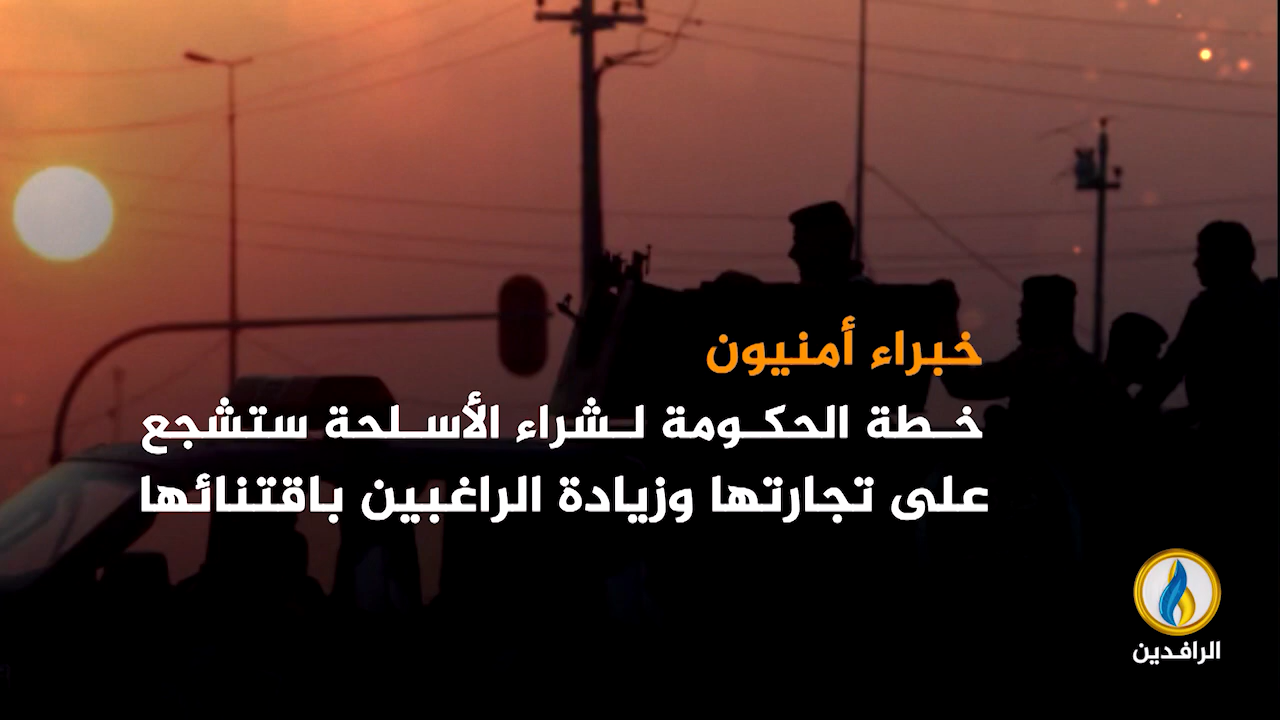 خبراء أمنيون
خطة الحكومة لشراء الأسلحة ستشجع
على تجارتها وزيادة الراغبين باقتنائها
الرافدين